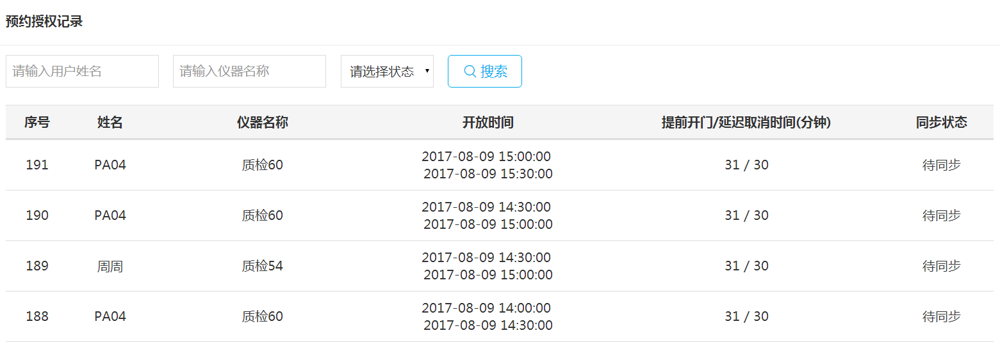 预约授权记录
请输入用户姓名 请输入仪器名称 请选择状态 搜索
序号 姓名 仪器名称 开放时间 提前开门/延迟取消时间(分钟) 同步状态
191 PA04 质检60 2017-08-09 15:00:00 31 / 30 待同步
2017-08-09 15:30:00
190 PA04 质检60 2017-08-09 14:30:00 31 / 30 待同步
2017-08-09 15:00:00
189 周周 质检54 2017-08-09 14:30:00 31 / 30 待同步
2017-08-09 15:00:00
188 PA04 质检60 2017-08-09 14:00:00 31 / 30 待同步
2017-08-09 14:30:00